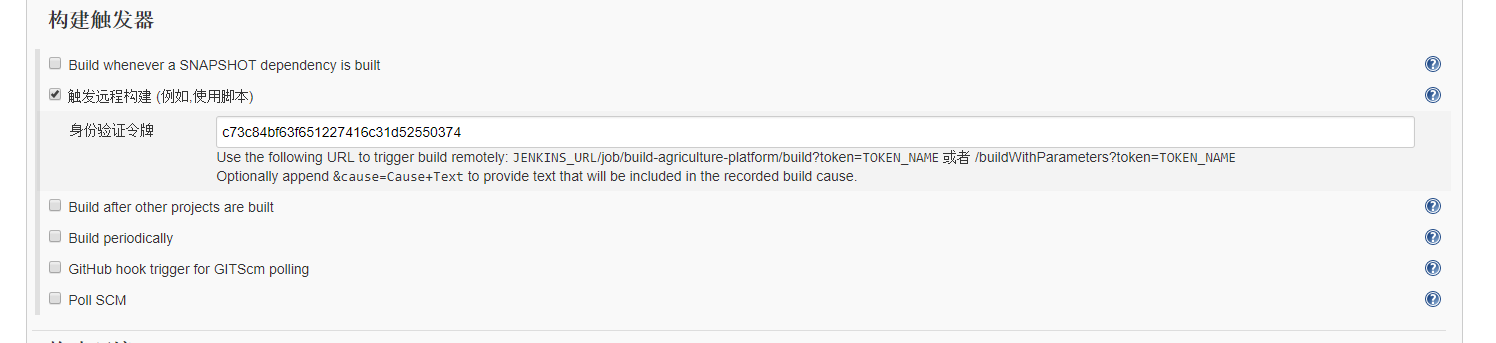 构建触发器
Build whenever a SNAPSHOT dependency is built
触发远程构建 (例如,使用脚本)
身份验证令牌 c73c84bf63f651227416c31d52550374
Use the following URL to trigger build remotely: JENKINS_URL/job/build-agriculture-platform/build?token=TOKEN_NAME 或者 /buildWithParameters?token=TOKEN_NAME
Optionally append &cause=Cause+Text to provide text that will be included in the recorded build cause.
Build after other projects are built
Build periodically
GitHub hook trigger for GITScm polling
Poll SCM